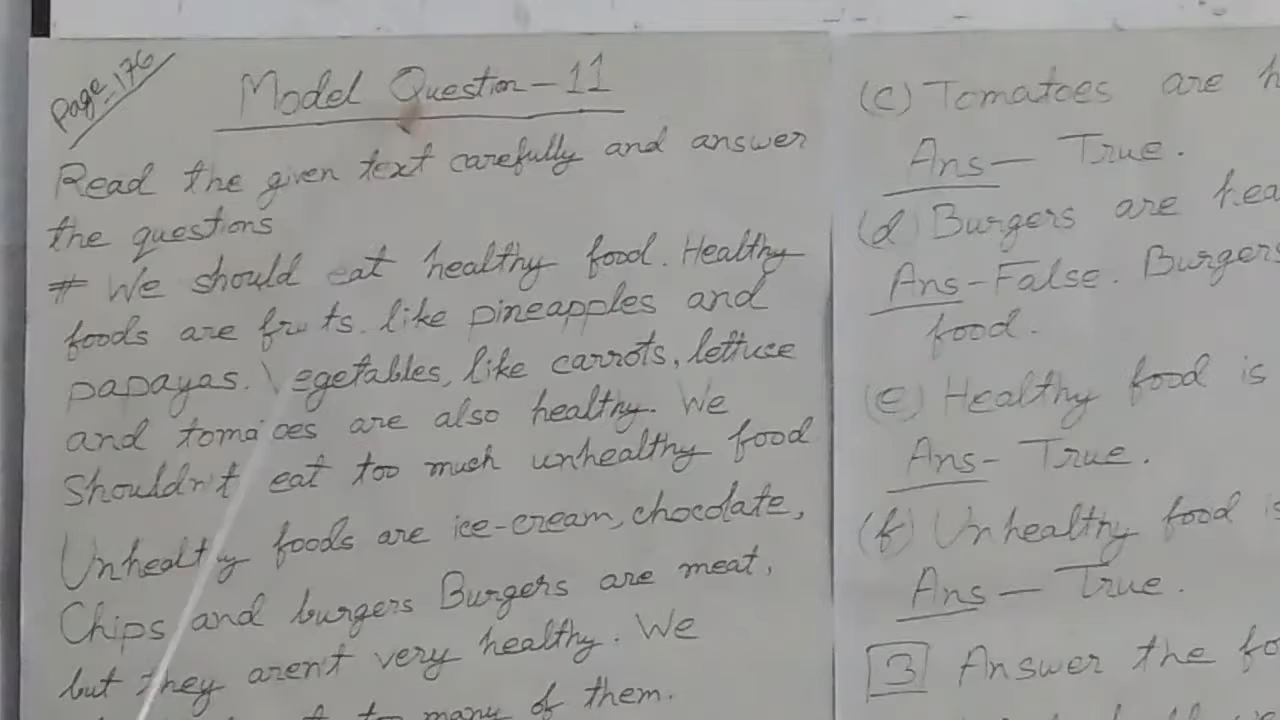 Page-176
Model Question-11
Read the given text carefully and answer
the questions
# We should eat healthy food. Healthy
foods are fruits. like pineapples and
papayas. Vegetables, like carrots, lettuce
and tomatoes are also healthy. We
Shouldn't eat too much unhealthy food
Unhealthy foods are ice-cream, chocolate,
Chips and burgers Burgers are meat,
but they aren't very healthy. We
many of them.
(c) Tomatoes are
Ans— True.
(d) Burgers are
Ans-False. Burgers
food.
(e) Healthy food is
Ans- True.
(f) Unhealthy food
Ans— True.
3 Answer the